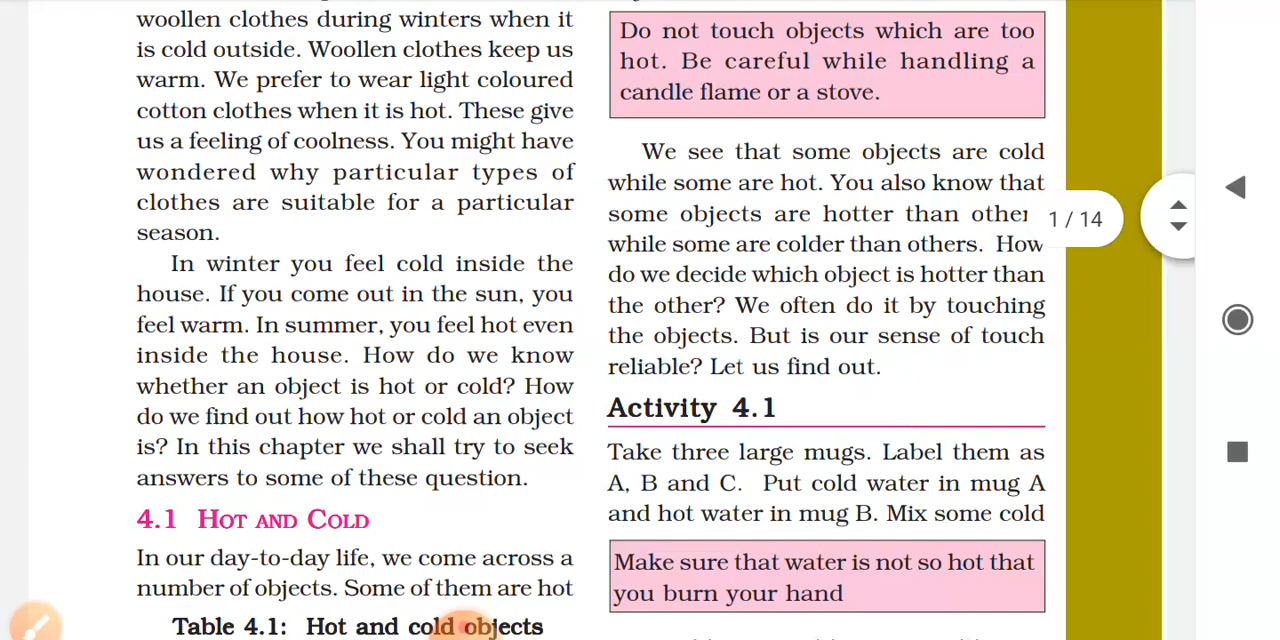 woollen clothes during winters when it
is cold outside. Woollen clothes keep us
warm. We prefer to wear light coloured
cotton clothes when it is hot. These give
us a feeling of coolness. You might have
wondered why particular types of
clothes are suitable for a particular
season.
In winter you feel cold inside the
house. If you come out in the sun, you
feel warm. In summer, you feel hot even
inside the house. How do we know
whether an object is hot or cold? How
do we find out how hot or cold an object
is? In this chapter we shall try to seek
answers to some of these question.
4.1 HOT AND COLD
In our day-to-day life, we come across a
number of objects. Some of them are hot
Table 4.1: Hot and cold objects
Do not touch objects which are too
hot. Be careful while handling a
candle flame or a stove.
We see that some objects are cold
while some are hot. You also know that
some objects are hotter than other
while some are colder than others. How
do we decide which object is hotter than
the other? We often do it by touching
the objects. But is our sense of touch
reliable? Let us find out.
Activity 4.1
Take three large mugs. Label them as
A, B and C. Put cold water in mug A
and hot water in mug B. Mix some cold
Make sure that water is not so hot that
you burn your hand
1 / 14